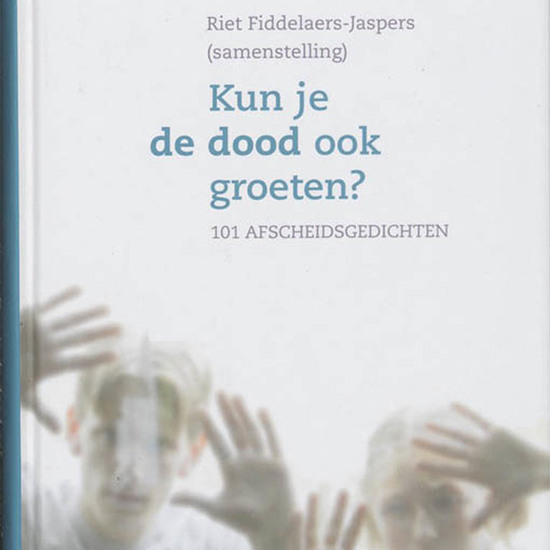 Riet Fiddelaers-Jaspers
(samenstelling)
Kun je
de dood ook
groeten?
101 AFSCHEIDSGEDICHTEN